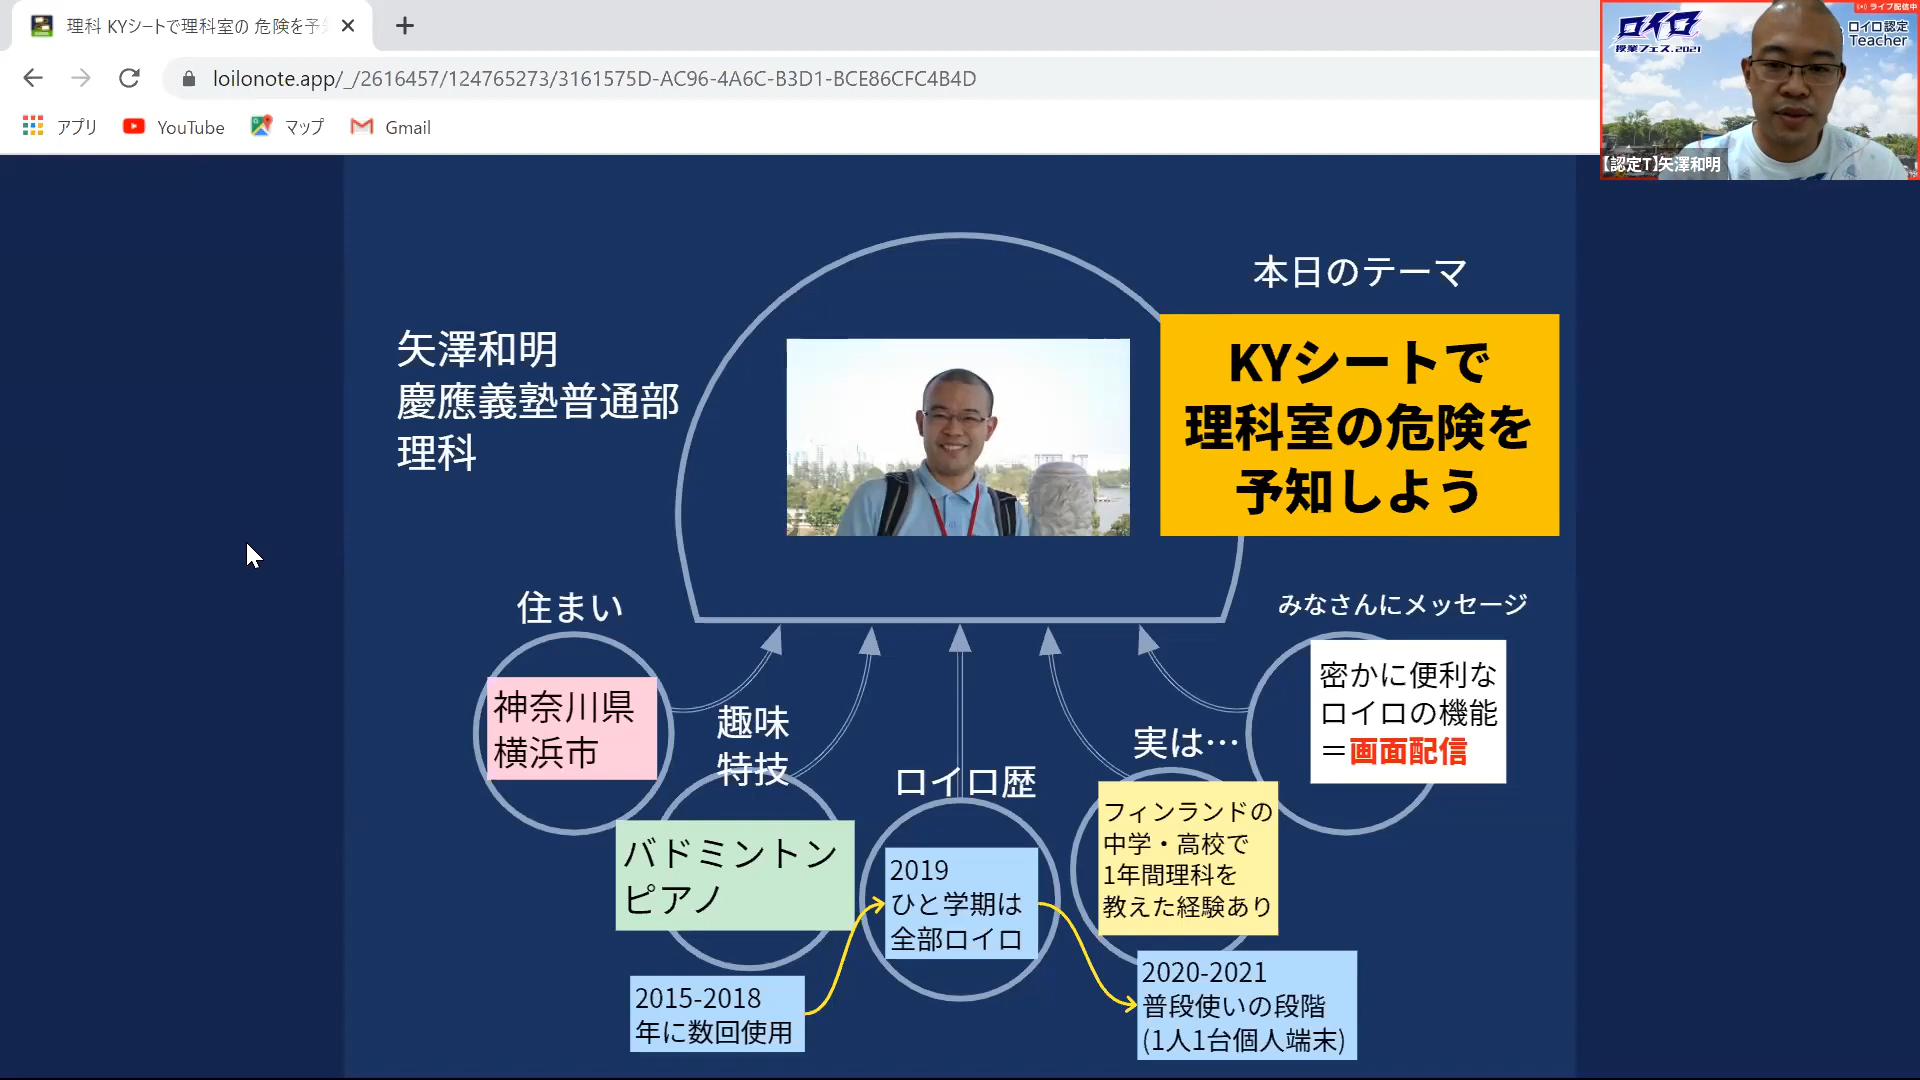 理科 KYシートで理科室の 危険を予
loilonote.app/_/2616457/124765273/3161575D-AC96-4A6C-B3D1-BCE86CFC4B4D
アプリ
YouTube
マップ
Gmail
ロイロ
授業フェス.2021
ライブ配信中
ロイロ認定
Teacher
【認定T】矢澤和明
本日のテーマ
KYシートで
理科室の危険を
予知しよう
矢澤和明
慶應義塾普通部
理科
住まい
神奈川県
横浜市
趣味
特技
バドミントン
ピアノ
ロイロ歴
2015-2018
年に数回使用
2019
ひと学期は
全部ロイロ
2020-2021
普段使いの段階
(1人1台個人端末)
実は…
フィンランドの
中学・高校で
1年間理科を
教えた経験あり
みなさんにメッセージ
密かに便利な
ロイロの機能
＝画面配信